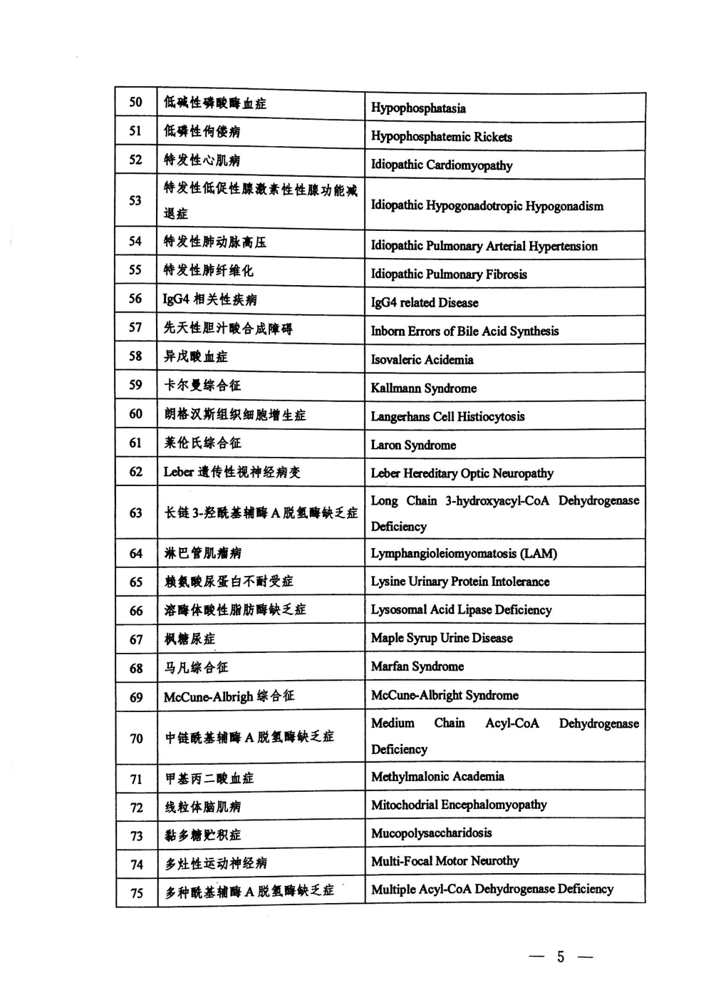 50 低碱性磷酸酶血症 Hypophosphatasia
51 低磷性佝偻病 Hypophosphatemic Rickets
52 特发性心肌病 Idiopathic Cardiomyopathy
53 特发性低促性腺激素性性腺功能减
退症 Idiopathic Hypogonadotropic Hypogonadism
54 特发性肺动脉高压 Idiopathic Pulmonary Arterial Hypertension
55 特发性肺纤维化 Idiopathic Pulmonary Fibrosis
56 IgG4 相关性疾病 IgG4 related Disease
57 先天性胆汁酸合成障碍 Inborn Errors of Bile Acid Synthesis
58 异戊酸血症 Isovaleric Acidemia
59 卡尔曼综合征 Kallmann Syndrome
60 朗格汉斯组织细胞增生症 Langerhans Cell Histiocytosis
61 莱伦氏综合征 Laron Syndrome
62 Leber 遗传性视神经病变 Leber Hereditary Optic Neuropathy
63 长链 3-羟酰基辅酶 A 脱氢酶缺乏症 Long Chain 3-hydroxyacyl-CoA Dehydrogenase
Deficiency
64 淋巴管肌瘤病 Lymphangioleiomyomatosis (LAM)
65 赖氨酸尿蛋白不耐受症 Lysine Urinary Protein Intolerance
66 溶酶体酸性脂肪酶缺乏症 Lysosomal Acid Lipase Deficiency
67 枫糖尿症 Maple Syrup Urine Disease
68 马凡综合征 Marfan Syndrome
69 McCune-Albrigh 综合征 McCune-Albright Syndrome
70 中链酰基辅酶 A 脱氢酶缺乏症 Medium Chain Acyl-CoA Dehydrogenase
Deficiency
71 甲基丙二酸血症 Methylmalonic Academia
72 线粒体脑肌病 Mitochodrial Encephalomyopathy
73 黏多糖贮积症 Mucopolysaccharidosis
74 多灶性运动神经病 Multi-Focal Motor Neurothy
75 多种酰基辅酶 A 脱氢酶缺乏症 Multiple Acyl-CoA Dehydrogenase Deficiency
— 5 —